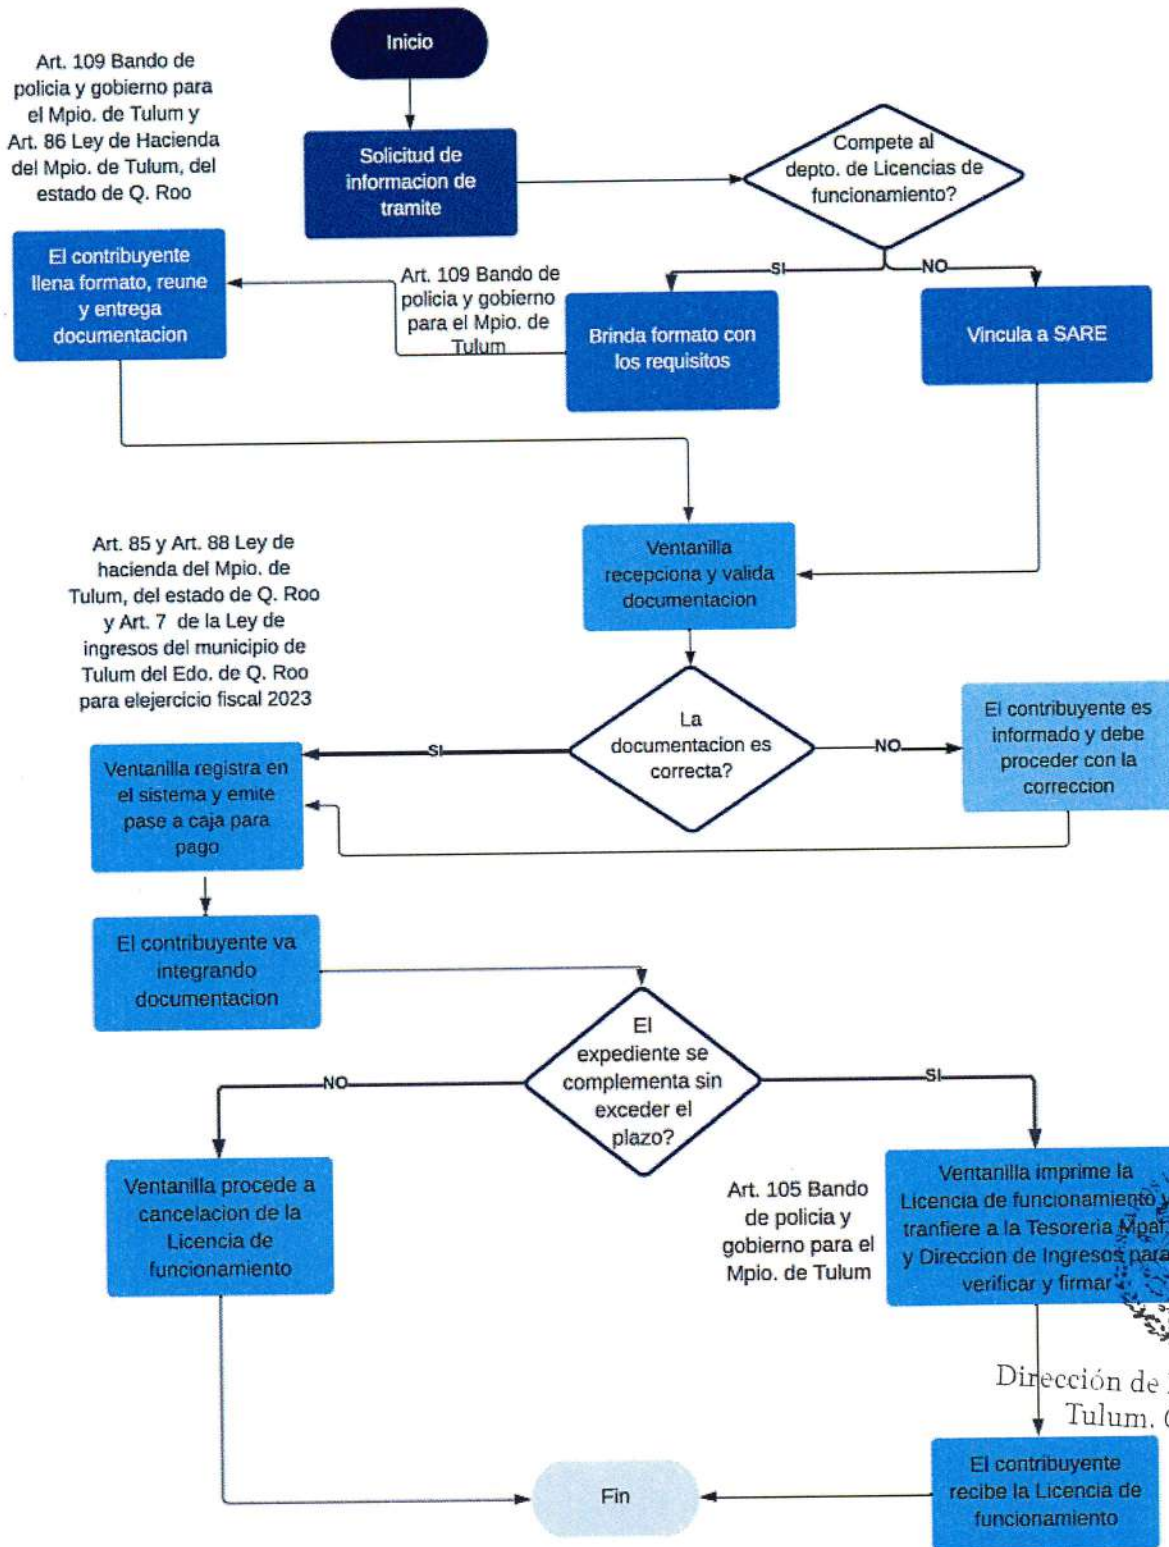 Inicio
Art. 109 Bando de
policia y gobierno para
el Mpio. de Tulum y
Art. 86 Ley de Hacienda
del Mpio. de Tulum, del
estado de Q. Roo
Solicitud de
informacion de
tramite
Compete al
depto. de Licencias de
funcionamiento?
SI
NO
El contribuyente
llena formato, reune
y entrega
documentacion
Art. 109 Bando de
policia y gobierno
para el Mpio. de
Tulum
Brinda formato con
los requisitos
Vincula a SARE
Ventanilla
recepciona y valida
documentacion
Art. 85 y Art. 88 Ley de
hacienda del Mpio. de
Tulum, del estado de Q. Roo
y Art. 7 de la Ley de
ingresos del municipio de
Tulum del Edo. de Q. Roo
para elejercicio fiscal 2023
La
documentacion es
correcta?
SI
NO
El contribuyente es
informado y debe
proceder con la
correccion
Ventanilla registra en
el sistema y emite
pase a caja para
pago
El contribuyente va
integrando
documentacion
El
expediente se
complementa sin
exceder el
plazo?
NO
SI
Ventanilla procede a
cancelacion de la
Licencia de
funcionamiento
Art. 105 Bando
de policia y
gobierno para el
Mpio. de Tulum
Ventanilla imprime la
Licencia de funcionamiento
tranfiere a la Tesoreria Mpal.
y Direccion de Ingresos para
verificar y firmar
Dirección de
Tulum.
El contribuyente
recibe la Licencia de
funcionamiento
Fin